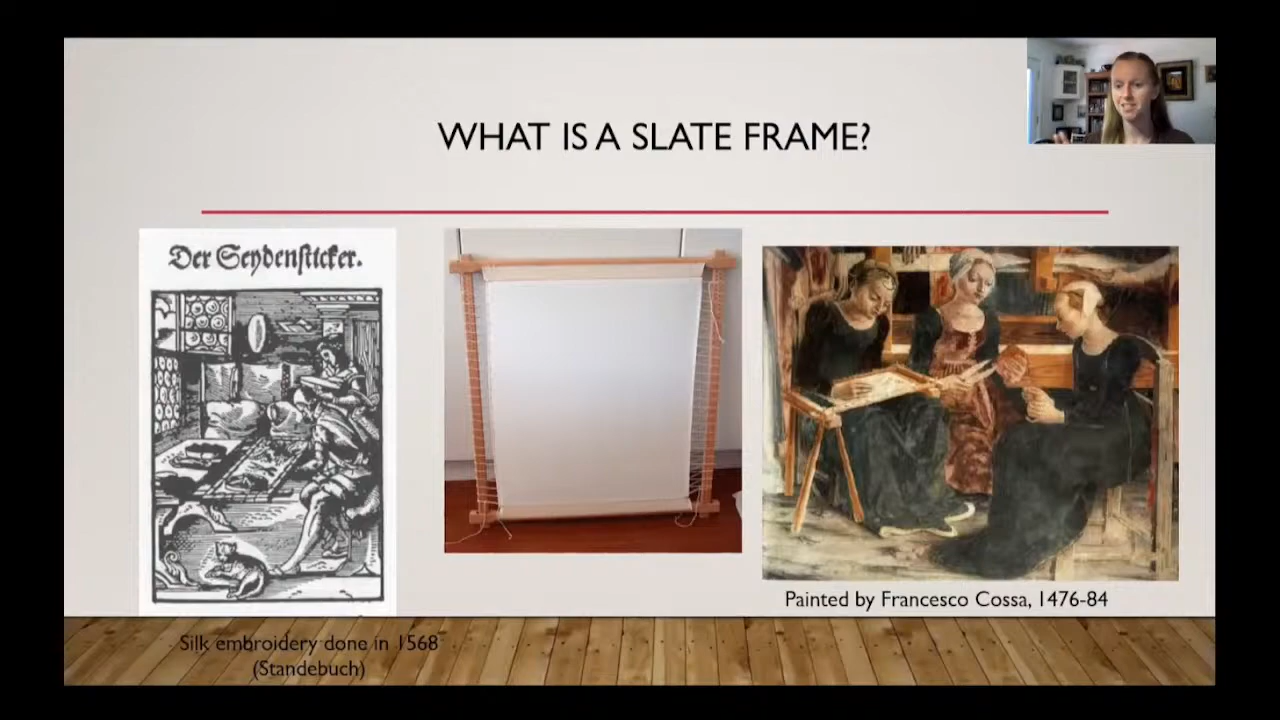 WHAT IS A SLATE FRAME?
Der Seydensticker.
Painted by Francesco Cossa, 1476-84
Silk embroidery done in 1568
(Standebuch)